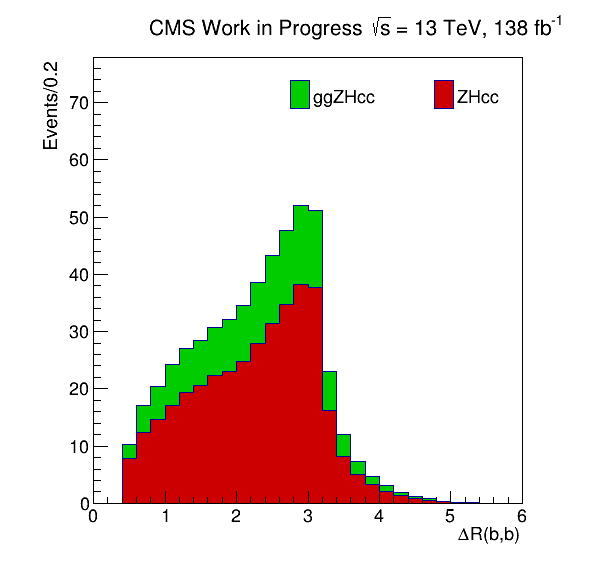 CMS Work in Progress √s = 13 TeV, 138 fb⁻¹
Events/0.2
ggZHcc
ZHcc
70
60
50
40
30
20
10
0
0 1 2 3 4 5 6
ΔR(b,b)